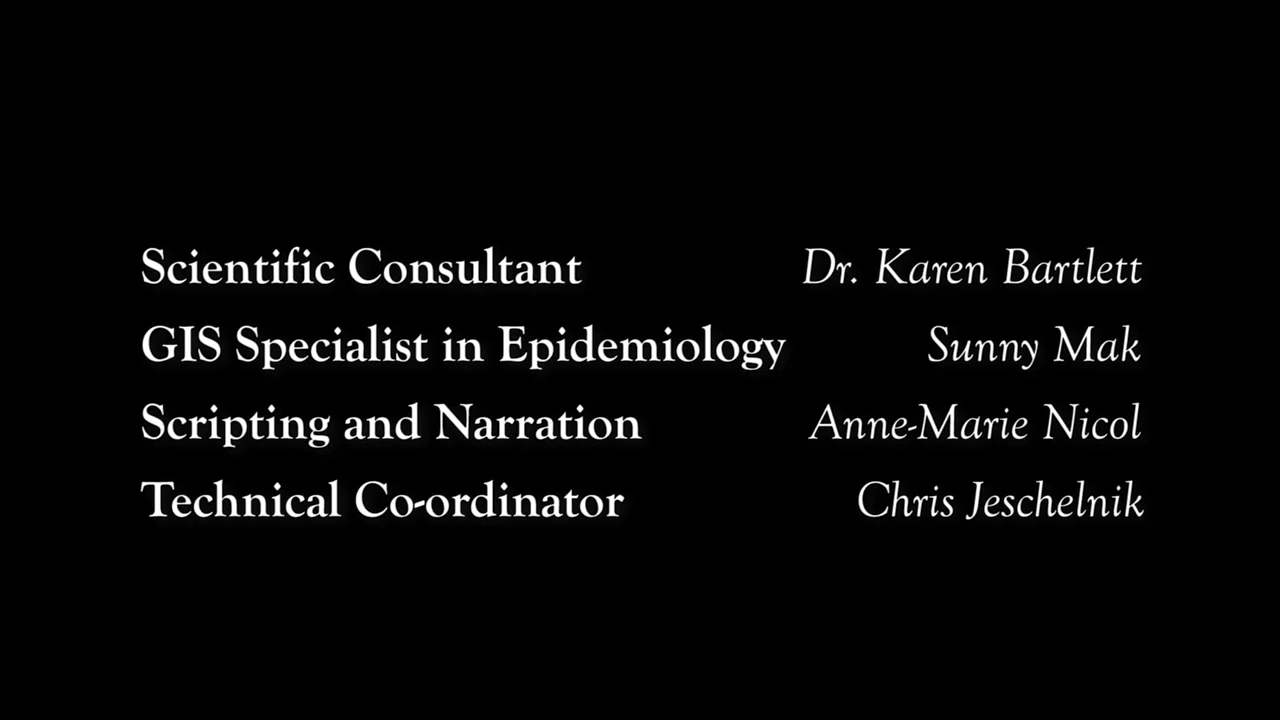 Scientific Consultant Dr. Karen Bartlett
GIS Specialist in Epidemiology Sunny Mak
Scripting and Narration Anne-Marie Nicol
Technical Co-ordinator Chris Jeschelnik